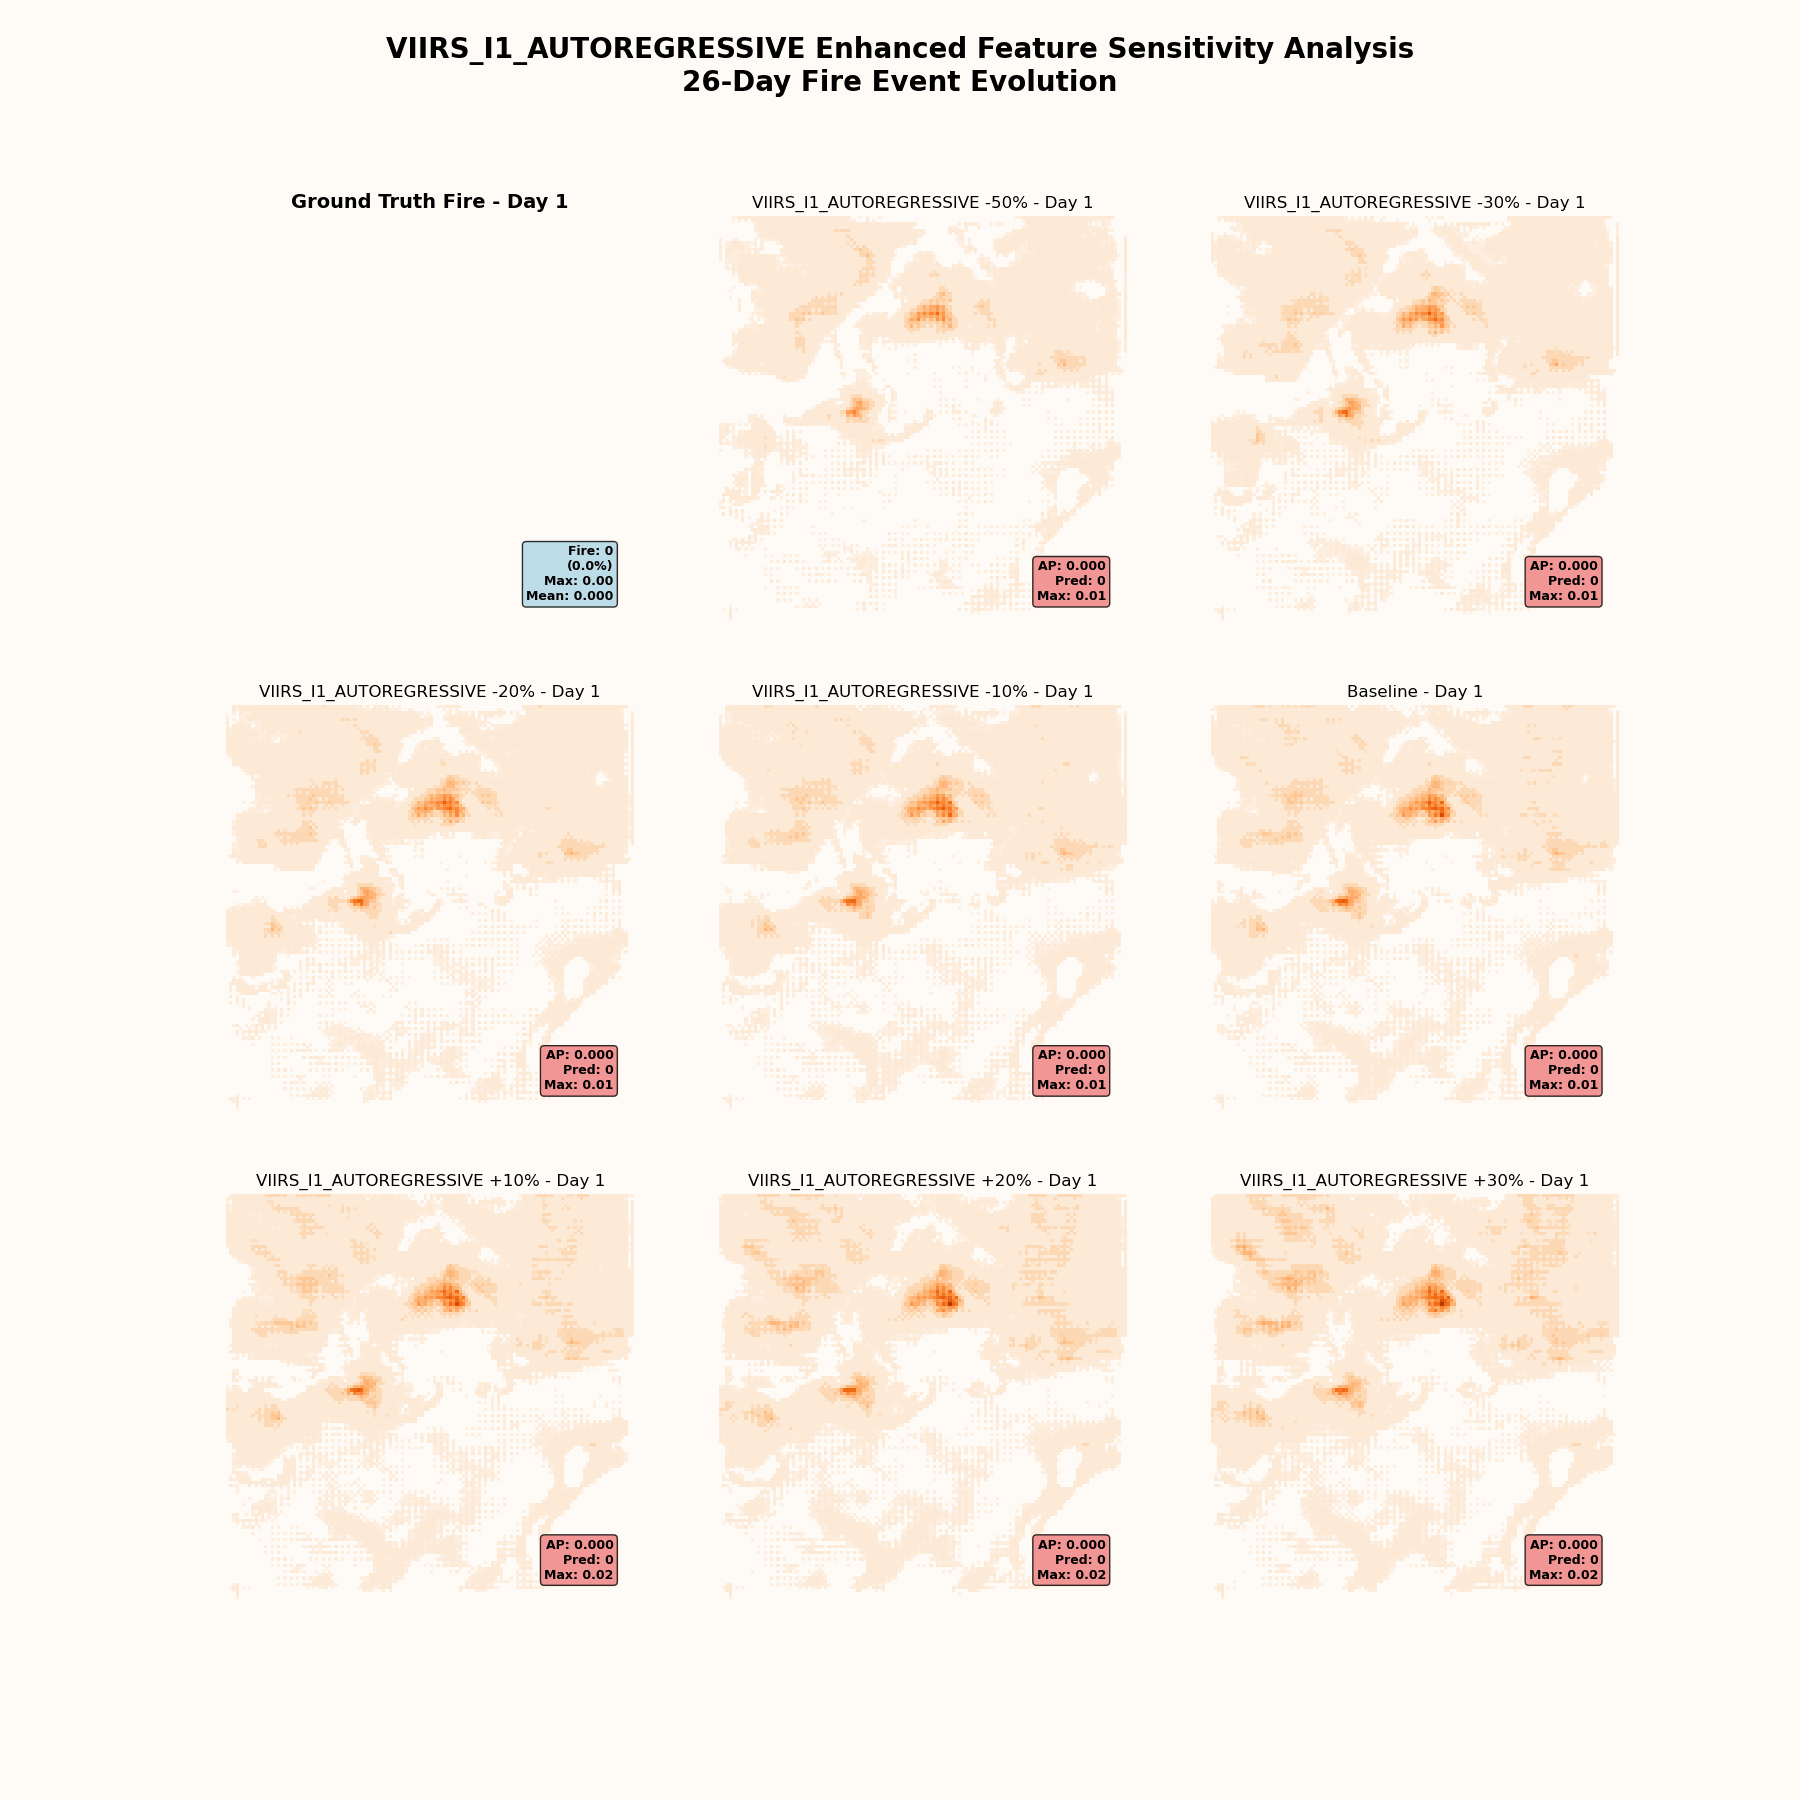 VIIRS_I1_AUTOREGRESSIVE Enhanced Feature Sensitivity Analysis
26-Day Fire Event Evolution
Ground Truth Fire - Day 1
Fire: 0
(0.0%)
Max: 0.00
Mean: 0.000
VIIRS_I1_AUTOREGRESSIVE -50% - Day 1
AP: 0.000
Pred: 0
Max: 0.01
VIIRS_I1_AUTOREGRESSIVE -30% - Day 1
AP: 0.000
Pred: 0
Max: 0.01
VIIRS_I1_AUTOREGRESSIVE -20% - Day 1
AP: 0.000
Pred: 0
Max: 0.01
VIIRS_I1_AUTOREGRESSIVE -10% - Day 1
AP: 0.000
Pred: 0
Max: 0.01
Baseline - Day 1
AP: 0.000
Pred: 0
Max: 0.01
VIIRS_I1_AUTOREGRESSIVE +10% - Day 1
AP: 0.000
Pred: 0
Max: 0.02
VIIRS_I1_AUTOREGRESSIVE +20% - Day 1
AP: 0.000
Pred: 0
Max: 0.02
VIIRS_I1_AUTOREGRESSIVE +30% - Day 1
AP: 0.000
Pred: 0
Max: 0.02